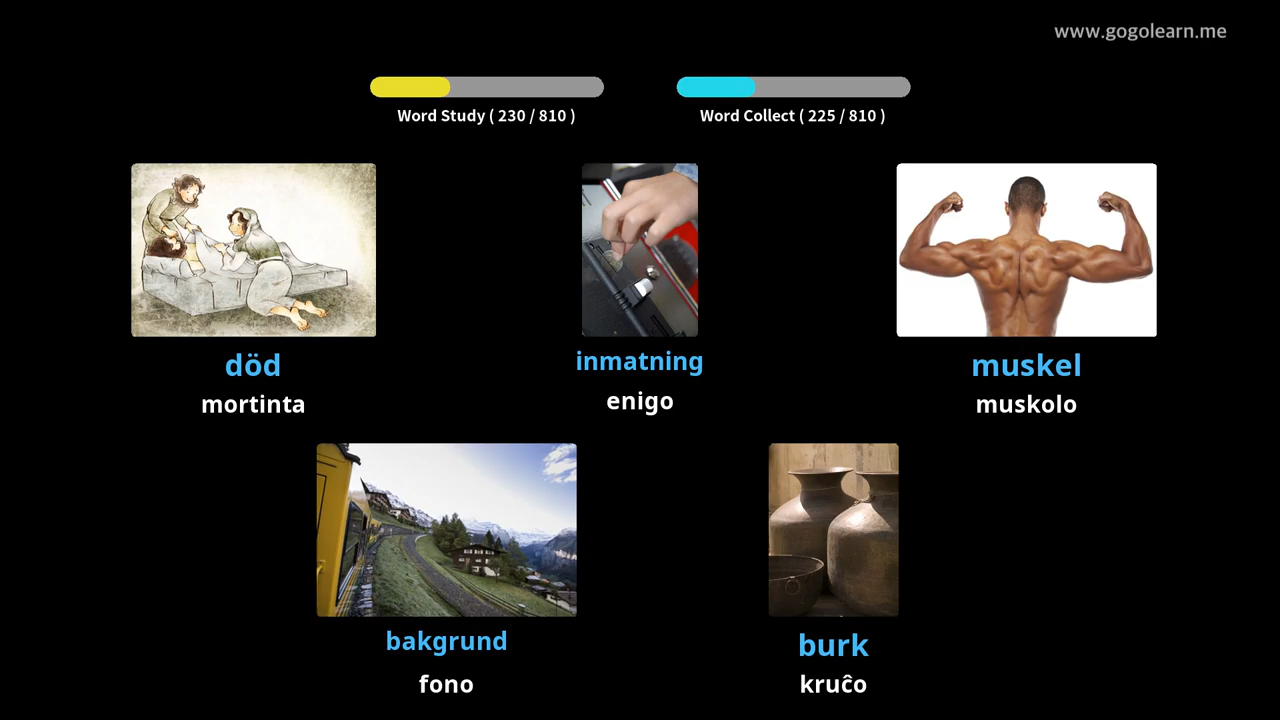 www.gogolearn.me
Word Study ( 230 / 810 )
Word Collect ( 225 / 810 )
död
mortinta
inmatning
enigo
muskel
muskolo
bakgrund
fono
burk
kruĉo